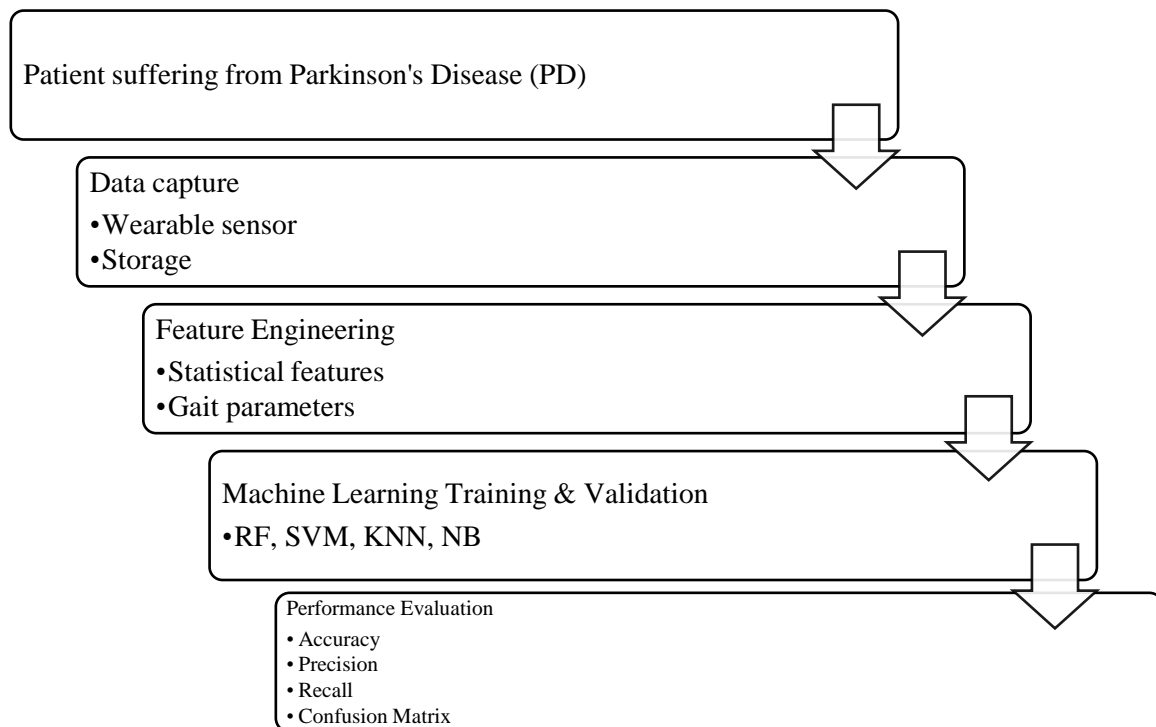 Patient suffering from Parkinson's Disease (PD)
Data capture
•Wearable sensor
•Storage
Feature Engineering
•Statistical features
•Gait parameters
Machine Learning Training & Validation
•RF, SVM, KNN, NB
Performance Evaluation
• Accuracy
• Precision
• Recall
• Confusion Matrix